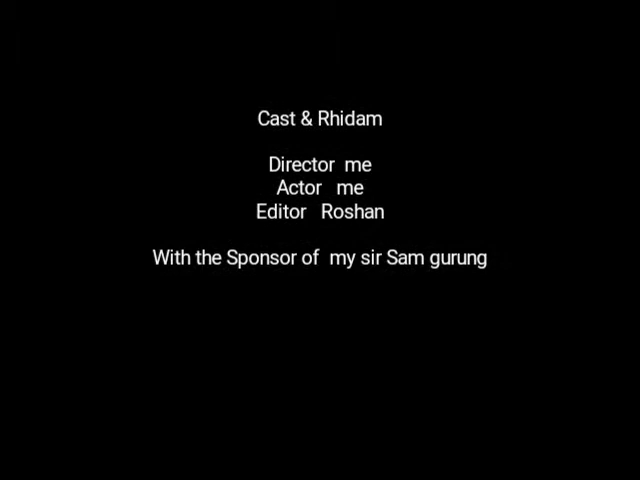 Cast & Rhidam
Director me
Actor me
Editor Roshan
With the Sponsor of my sir Sam gurung